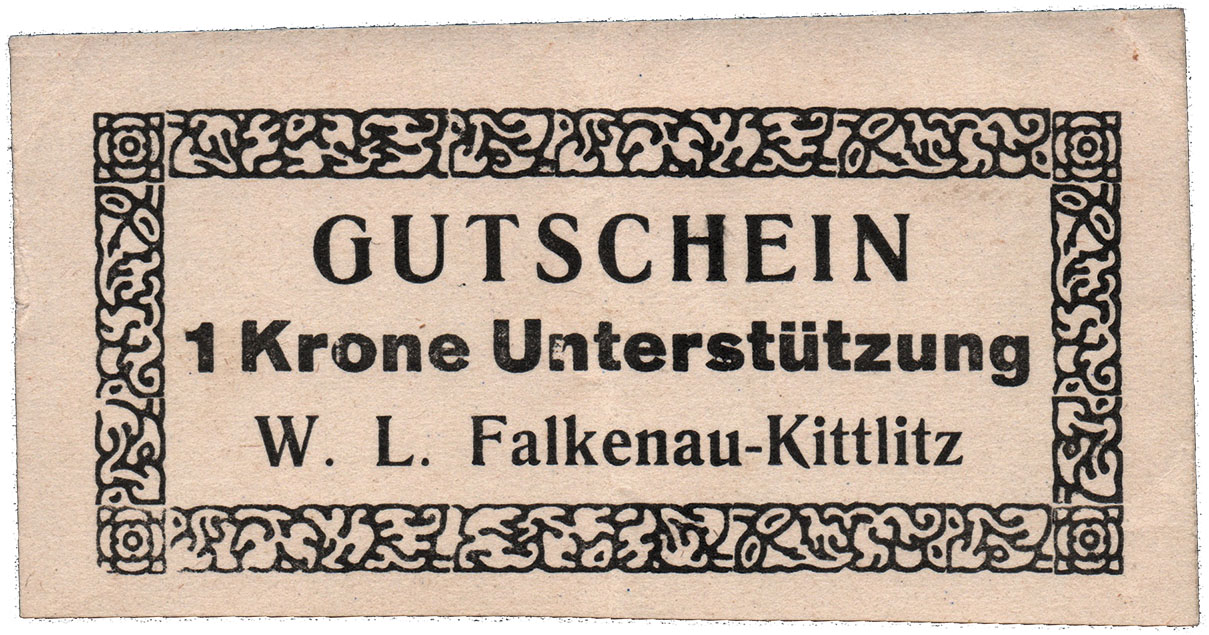 GUTSCHEIN
1 Krone Unterstützung
W. L. Falkenau-Kittlitz